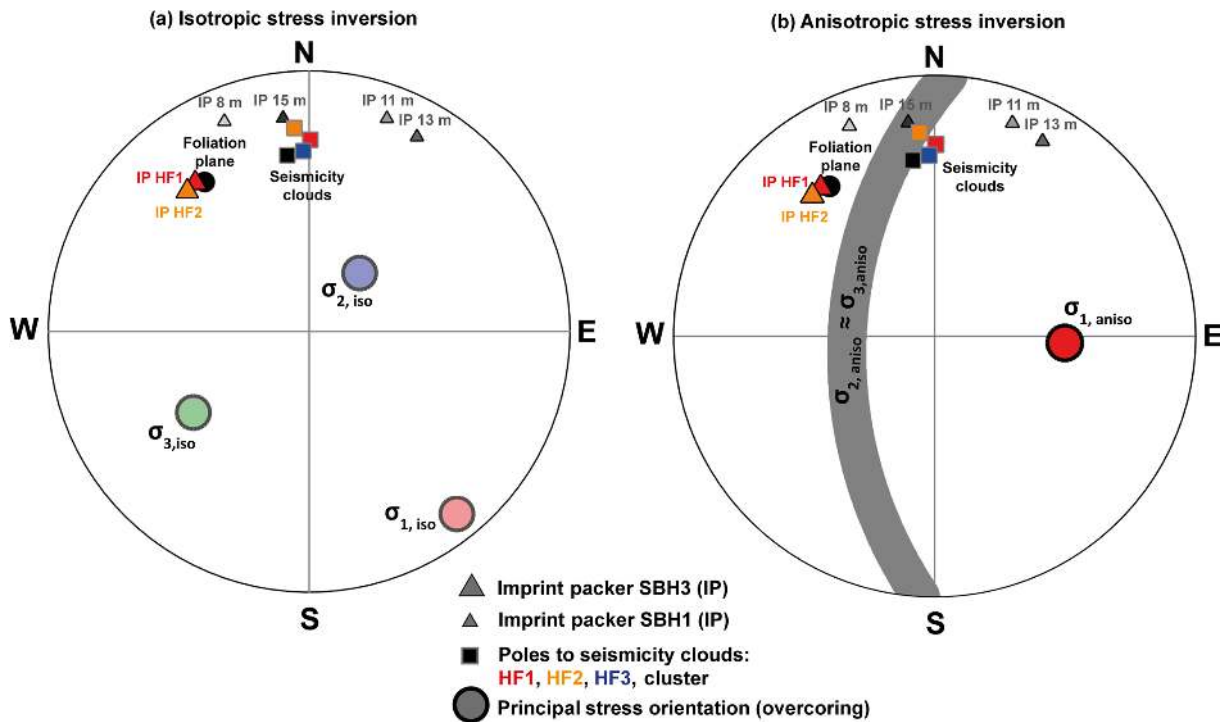 (a) Isotropic stress inversion
N
IP 8 m
IP 15 m
IP 11 m
IP 13 m
Foliation
plane
IP HF1
IP HF2
Seismicity
clouds
σ2, iso
W
E
σ3,iso
σ1, iso
S
(b) Anisotropic stress inversion
N
IP 8 m
IP 15 m
IP 11 m
IP 13 m
Foliation
plane
IP HF1
IP HF2
Seismicity
clouds
σ2, aniso ≈ σ3,aniso
σ1, aniso
W
E
S
Imprint packer SBH3 (IP)
Imprint packer SBH1 (IP)
Poles to seismicity clouds:
HF1, HF2, HF3, cluster
Principal stress orientation (overcoring)